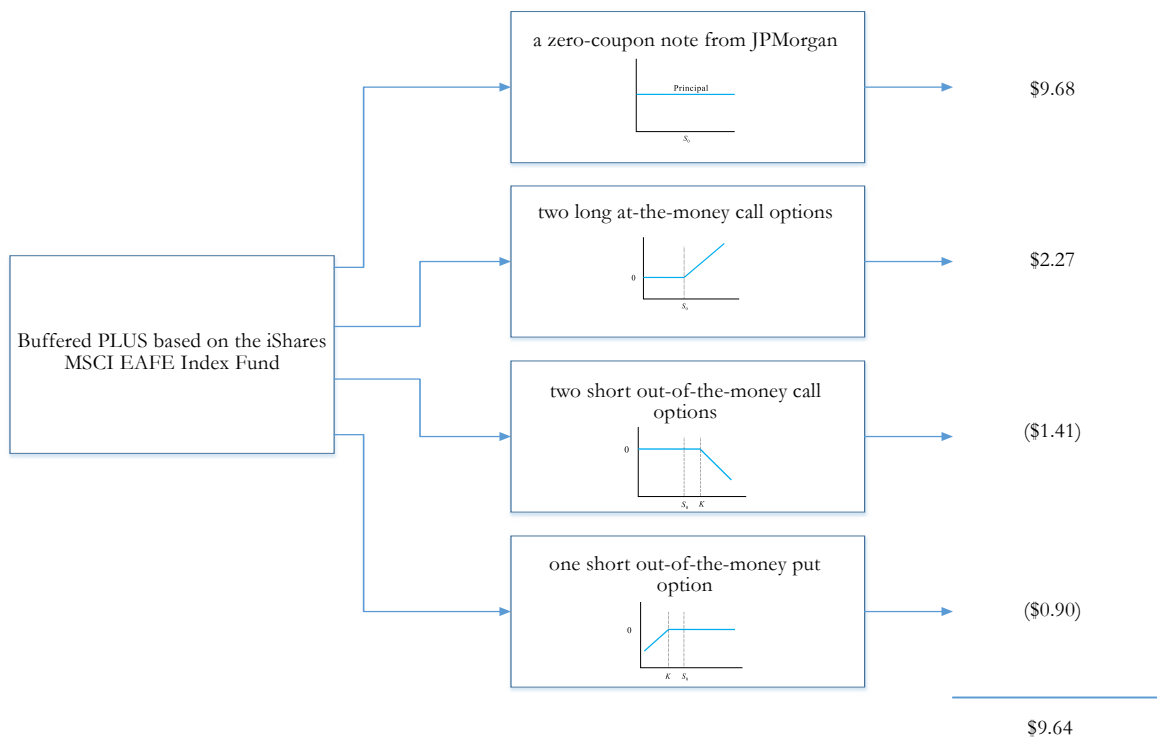 a zero-coupon note from JPMorgan
Principal
S0
$9.68
two long at-the-money call options
0
S0
$2.27
Buffered PLUS based on the iShares
MSCI EAFE Index Fund
two short out-of-the-money call
options
0
S0 K
($1.41)
one short out-of-the-money put
option
0
K S0
($0.90)
$9.64